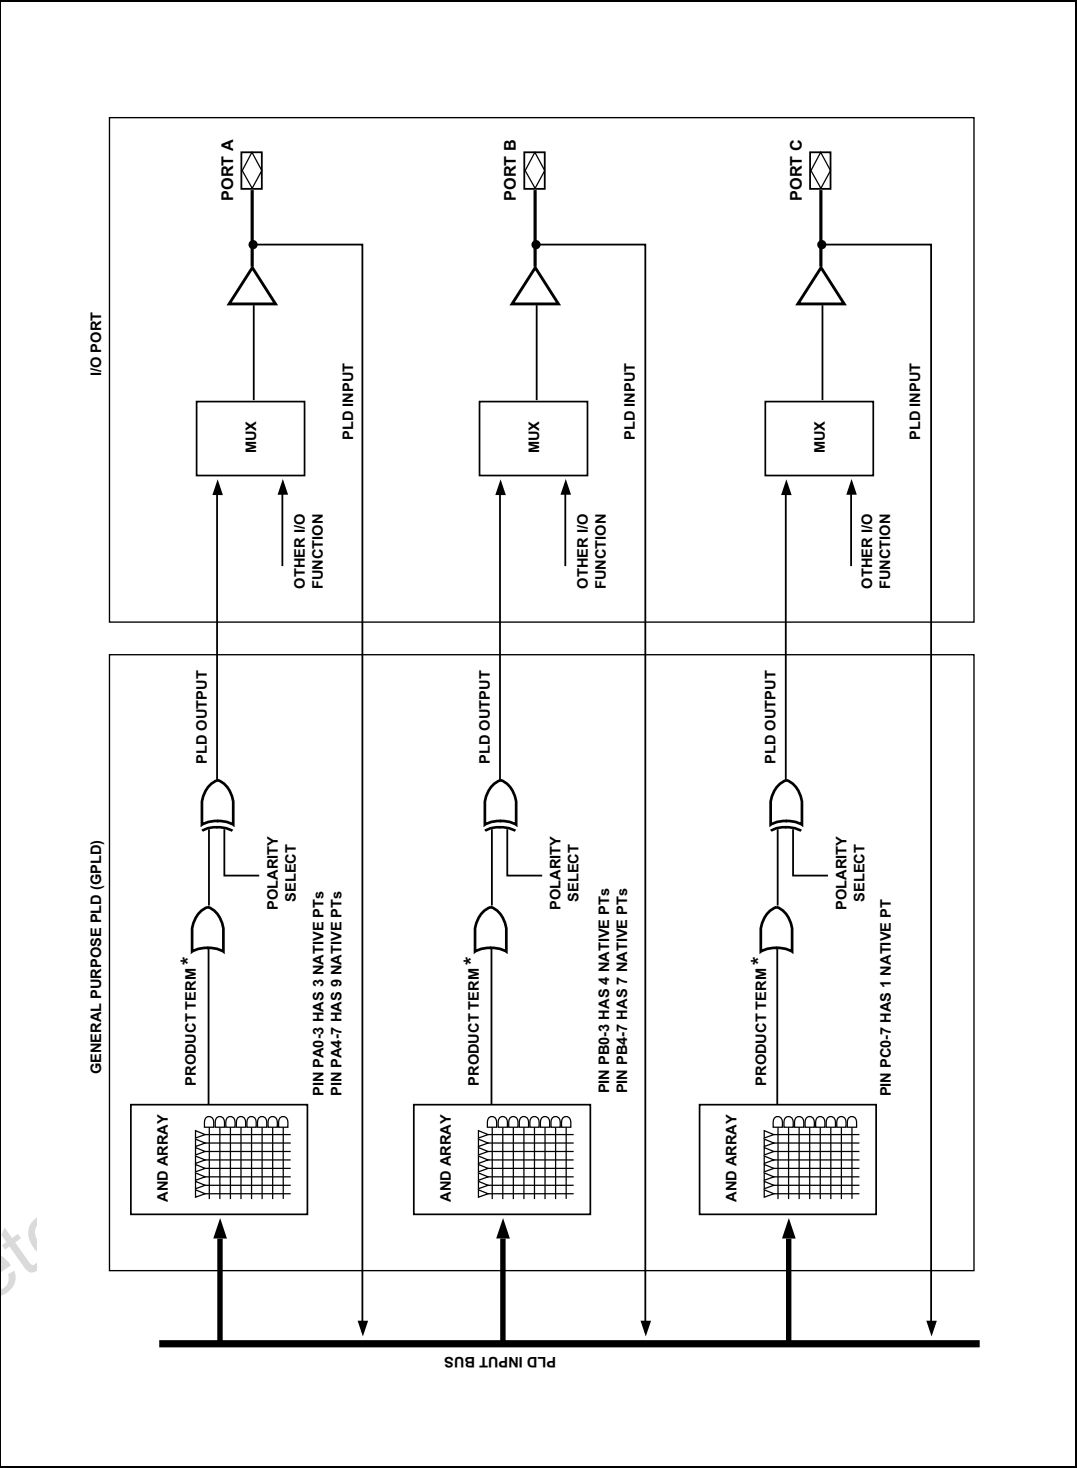 I/O PORT
PORT A
MUX
OTHER I/O
FUNCTION
PLD INPUT
PORT B
MUX
OTHER I/O
FUNCTION
PLD INPUT
PORT C
MUX
OTHER I/O
FUNCTION
PLD INPUT
GENERAL PURPOSE PLD (GPLD)
PLD OUTPUT
POLARITY
SELECT
PRODUCT TERM *
PIN PA0-3 HAS 3 NATIVE PTs
PIN PA4-7 HAS 9 NATIVE PTs
AND ARRAY
PLD OUTPUT
POLARITY
SELECT
PRODUCT TERM *
PIN PB0-3 HAS 4 NATIVE PTs
PIN PB4-7 HAS 7 NATIVE PTs
AND ARRAY
PLD OUTPUT
POLARITY
SELECT
PRODUCT TERM *
PIN PC0-7 HAS 1 NATIVE PT
AND ARRAY
PLD INPUT BUS